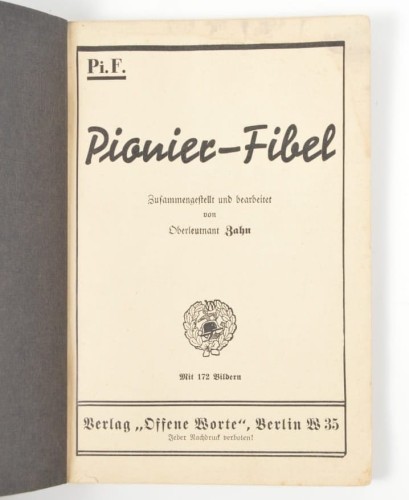 Pi.F.
Pionier-Fibel
Zusammengestellt und bearbeitet
von
Oberleutnant Zahn
Mit 172 Bildern
Verlag „Offene Worte", Berlin W 35
Jeder Nachdruck verboten!